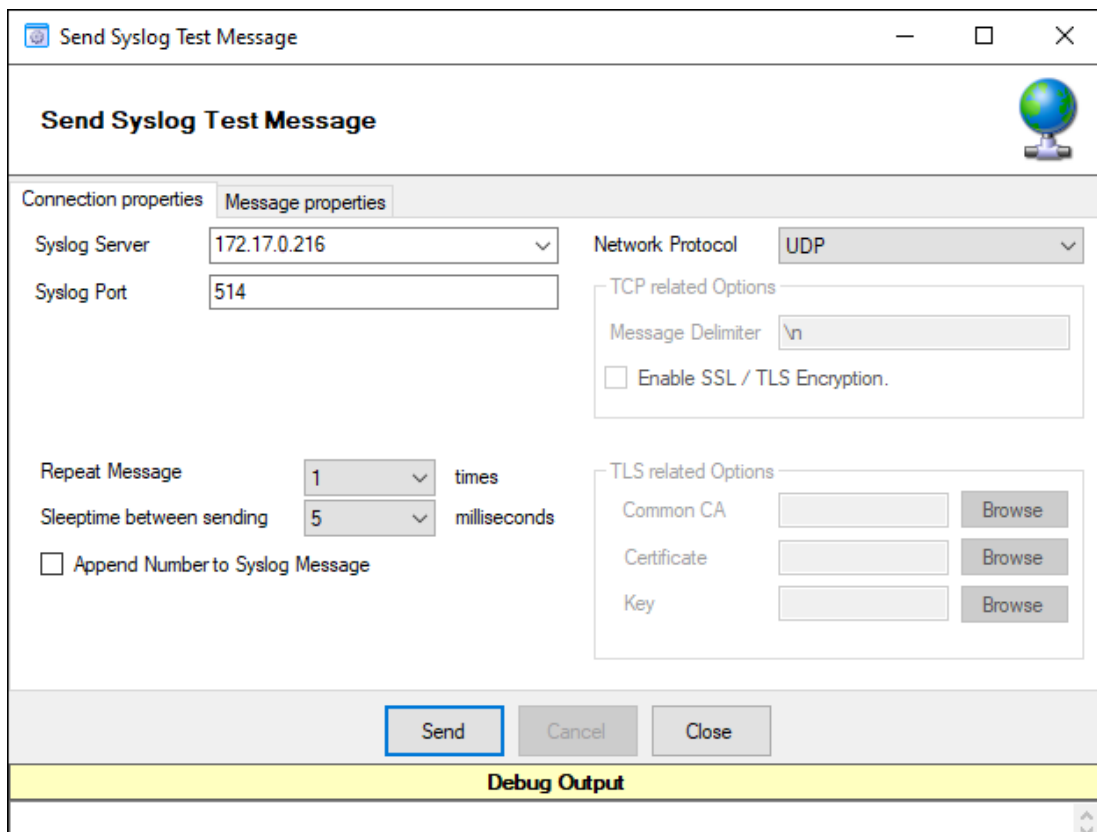 Send Syslog Test Message
Send Syslog Test Message
Connection properties
Message properties
Syslog Server
172.17.0.216
Network Protocol
UDP
Syslog Port
514
TCP related Options
Message Delimiter
\n
Enable SSL / TLS Encryption.
Repeat Message
1
times
Sleeptime between sending
5
milliseconds
Append Number to Syslog Message
TLS related Options
Common CA
Browse
Certificate
Browse
Key
Browse
Send
Cancel
Close
Debug Output